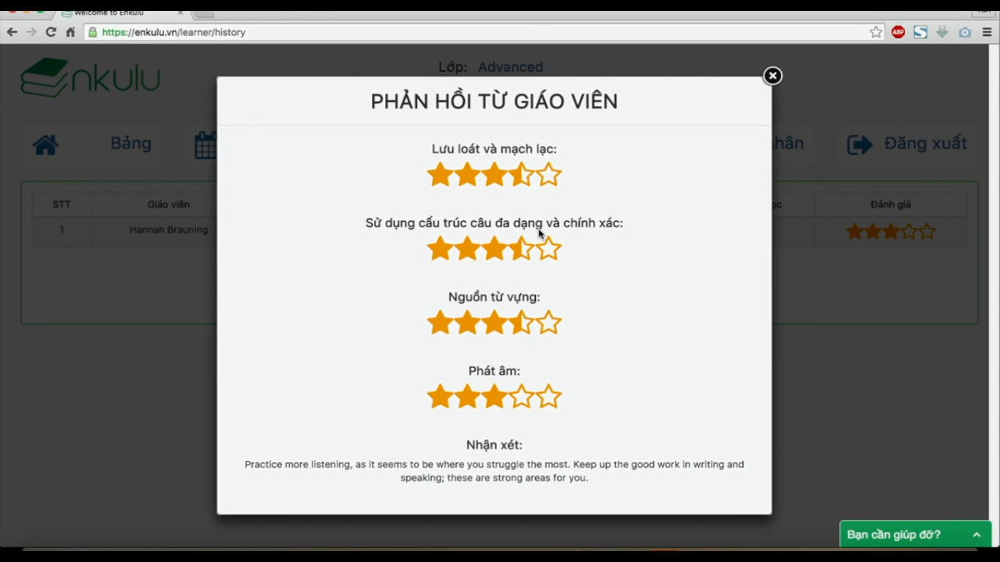 Welcome to Enkulu
https://enkulu.vn/learner/history
ABP
nkulu
Lớp: Advanced
PHẢN HỒI TỪ GIÁO VIÊN
Bảng
hân
Đăng xuất
Lưu loát và mạch lạc:
STT
Giáo viên
ọc
Đánh giá
1
Hannah Brauning
Sử dụng cấu trúc câu đa dạng và chính xác:
Nguồn từ vựng:
Phát âm:
Nhận xét:
Practice more listening, as it seems to be where you struggle the most. Keep up the good work in writing and
speaking; these are strong areas for you.
Bạn cần giúp đỡ?